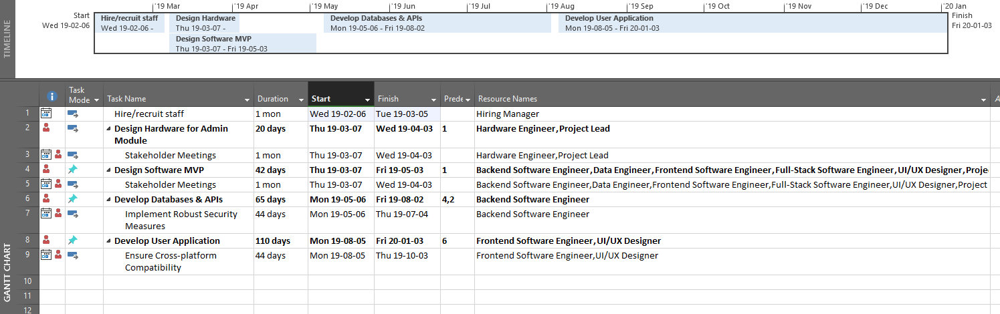 '19 Mar '19 Apr '19 May '19 Jun '19 Jul '19 Aug '19 Sep '19 Oct '19 Nov '19 Dec '20 Jan
TIMELINE
Start
Wed 19-02-06
Hire/recruit staff Design Hardware Develop Databases & APIs Develop User Application
Wed 19-02-06 - Thu 19-03-07 - Mon 19-05-06 - Fri 19-08-02 Mon 19-08-05 - Fri 20-01-03
Design Software MVP
Thu 19-03-07 - Fri 19-05-03
Finish
Fri 20-01-03
GANTT CHART
Task
Mode Task Name Duration Start Finish Prede Resource Names A
1 Hire/recruit staff 1 mon Wed 19-02-06 Tue 19-03-05 Hiring Manager
2 Design Hardware for Admin 20 days Thu 19-03-07 Wed 19-04-03 1 Hardware Engineer,Project Lead
Module
3 Stakeholder Meetings 1 mon Thu 19-03-07 Wed 19-04-03 Hardware Engineer,Project Lead
4 Design Software MVP 42 days Thu 19-03-07 Fri 19-05-03 1 Backend Software Engineer,Data Engineer,Frontend Software Engineer,Full-Stack Software Engineer,UI/UX Designer,Proje
5 Stakeholder Meetings 1 mon Thu 19-03-07 Wed 19-04-03 Backend Software Engineer,Data Engineer,Frontend Software Engineer,Full-Stack Software Engineer,UI/UX Designer,Project
6 Develop Databases & APIs 65 days Mon 19-05-06 Fri 19-08-02 4,2 Backend Software Engineer
7 Implement Robust Security 44 days Mon 19-05-06 Thu 19-07-04 Backend Software Engineer
Measures
8 Develop User Application 110 days Mon 19-08-05 Fri 20-01-03 6 Frontend Software Engineer,UI/UX Designer
9 Ensure Cross-platform 44 days Mon 19-08-05 Thu 19-10-03 Frontend Software Engineer,UI/UX Designer
Compatibility
10
11
12